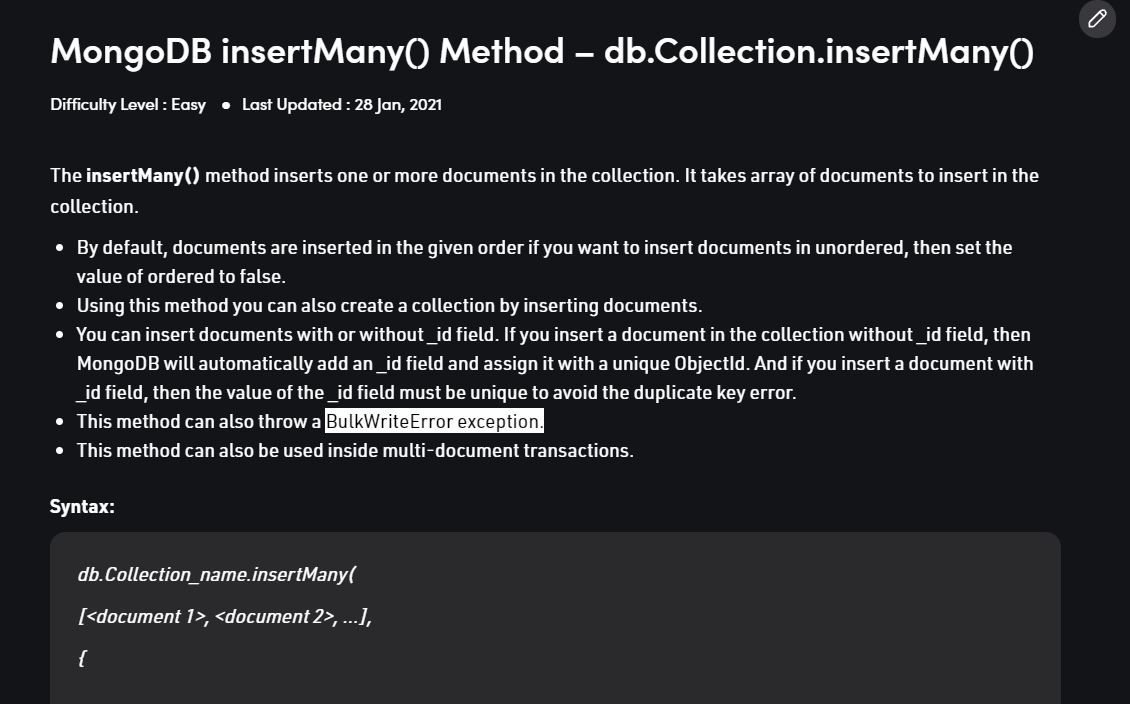 MongoDB insertMany() Method – db.Collection.insertMany()
Difficulty Level : Easy ● Last Updated : 28 Jan, 2021
The insertMany() method inserts one or more documents in the collection. It takes array of documents to insert in the
collection.
• By default, documents are inserted in the given order if you want to insert documents in unordered, then set the
value of ordered to false.
• Using this method you can also create a collection by inserting documents.
• You can insert documents with or without _id field. If you insert a document in the collection without _id field, then
MongoDB will automatically add an _id field and assign it with a unique ObjectId. And if you insert a document with
_id field, then the value of the _id field must be unique to avoid the duplicate key error.
• This method can also throw a BulkWriteError exception.
• This method can also be used inside multi-document transactions.
Syntax:
db.Collection_name.insertMany(
[<document 1>, <document 2>, ...],
{